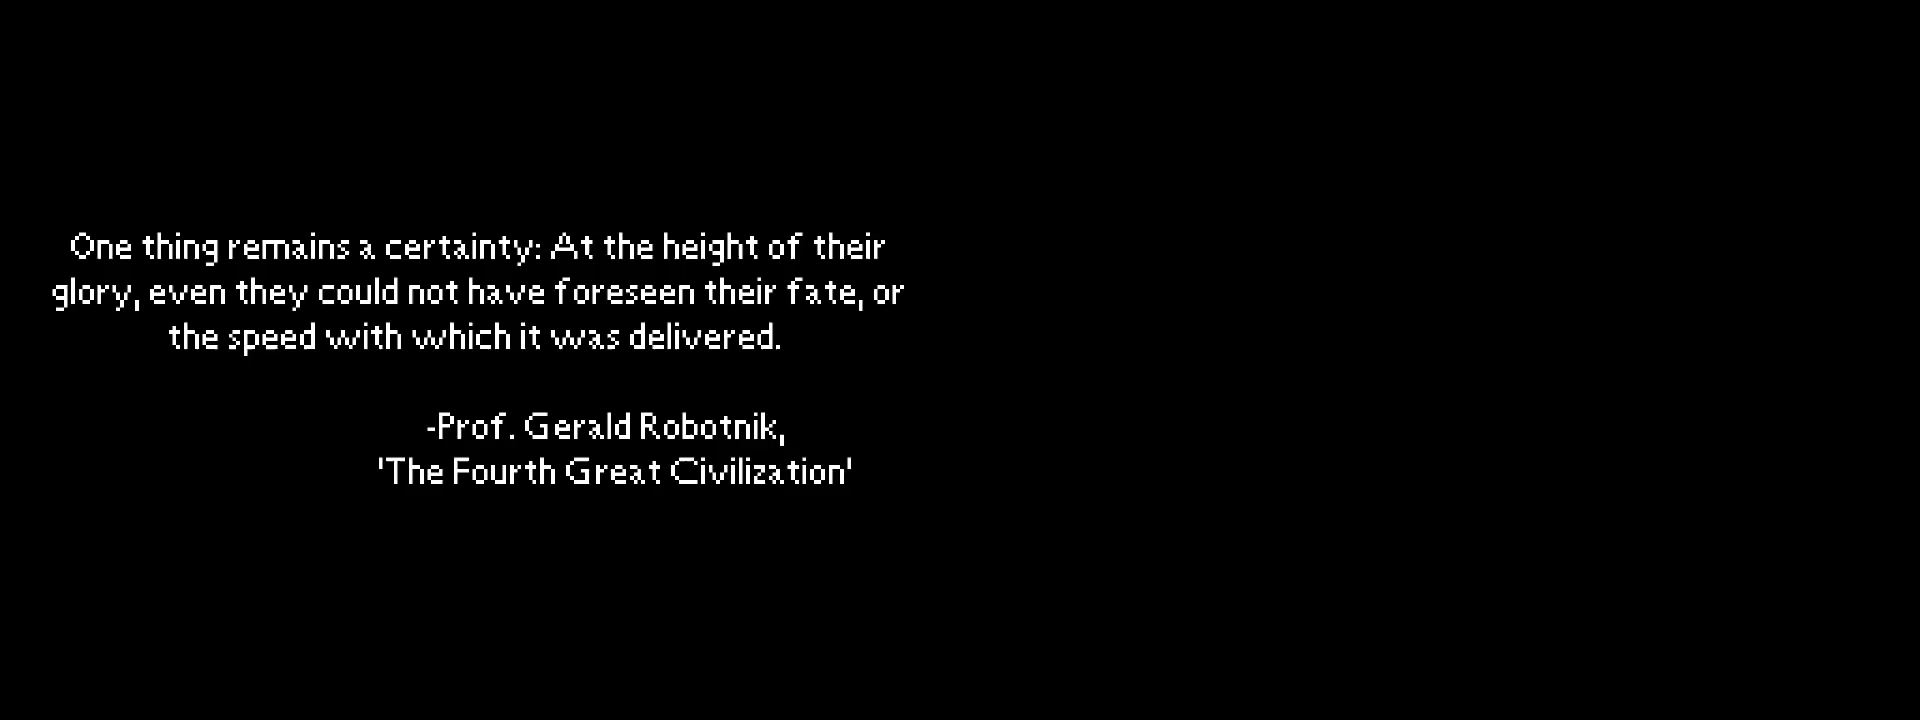 One thing remains a certainty: At the height of their
glory, even they could not have foreseen their fate, or
the speed with which it was delivered.
-Prof. Gerald Robotnik,
'The Fourth Great Civilization'